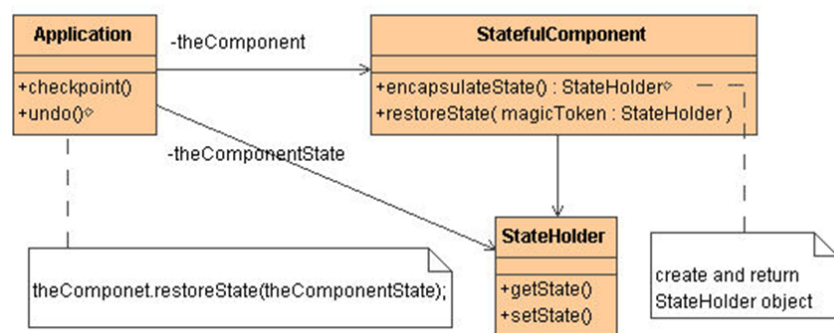 Application
+checkpoint()
+undo()
-theComponent
StatefulComponent
+encapsulateState() : StateHolder
+restoreState( magicToken : StateHolder )
-theComponentState
StateHolder
+getState()
+setState()
theComponet.restoreState(theComponentState);
create and return
StateHolder object